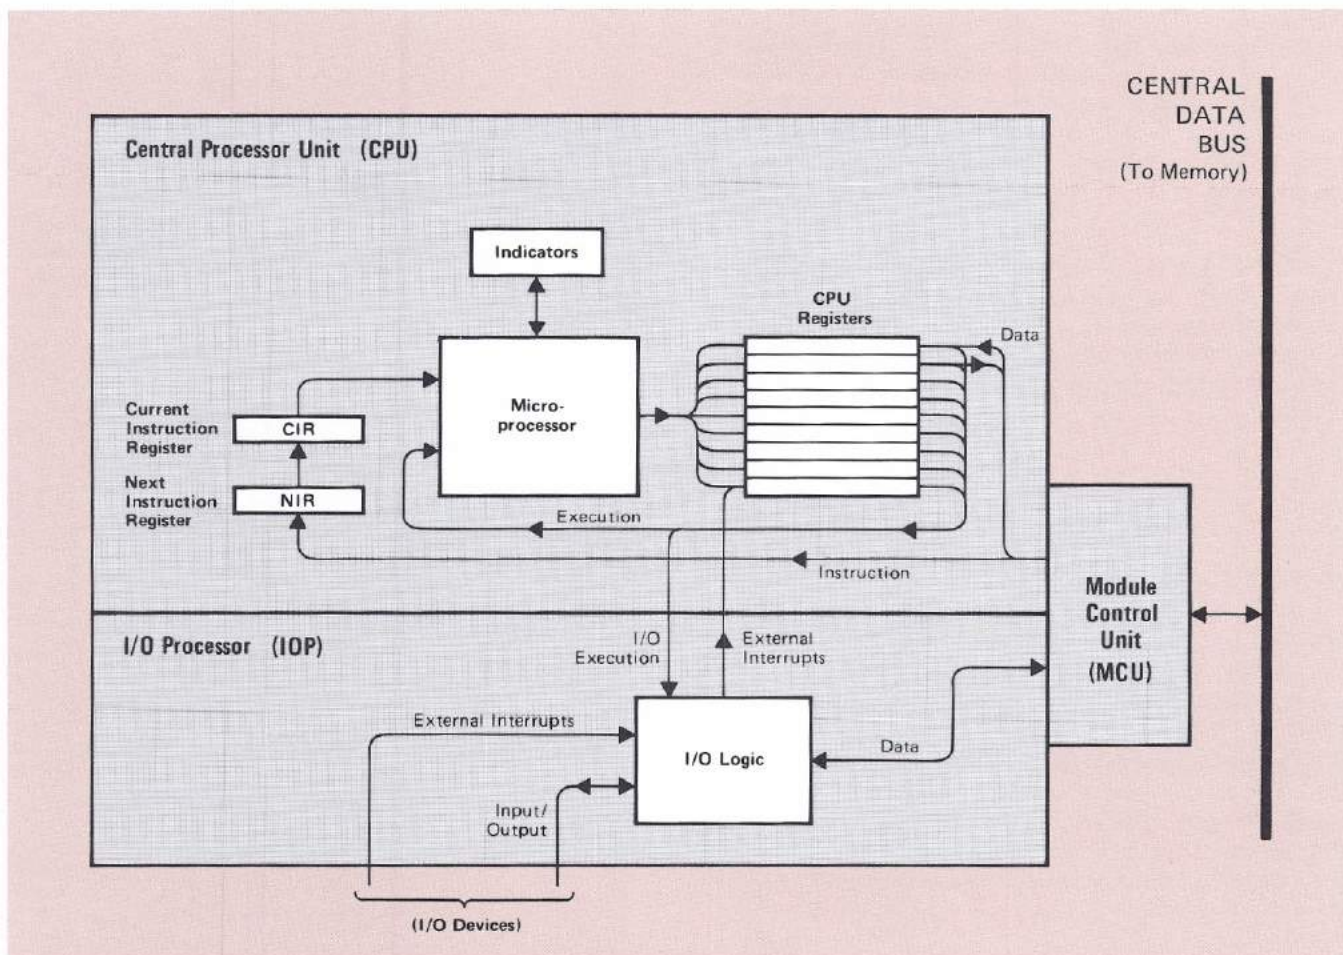 CENTRAL
DATA
BUS
(To Memory)
Central Processor Unit (CPU)
Indicators
CPU
Registers
Data
Micro-
processor
Current
Instruction
Register
CIR
Next
Instruction
Register
NIR
Execution
Instruction
Module
Control
Unit
(MCU)
I/O Processor (IOP)
I/O
Execution
External
Interrupts
External Interrupts
I/O Logic
Data
Input/
Output
(I/O Devices)